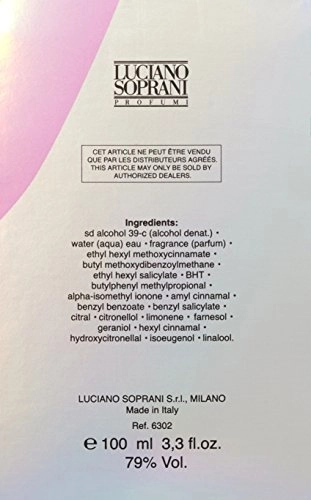 LUCIANO
SOPRANI
PROFUMI
CET ARTICLE NE PEUT ÊTRE VENDU
QUE PAR LES DISTRIBUTEURS AGRÉES.
THIS ARTICLE MAY ONLY BE SOLD BY
AUTHORIZED DEALERS.
Ingredients:
sd alcohol 39-c (alcohol denat.) •
water (aqua) eau • fragrance (parfum) •
ethyl hexyl methoxycinnamate •
butyl methoxydibenzoylmethane •
ethyl hexyl salicylate • BHT •
butylphenyl methylpropional •
alpha-isomethyl ionone • amyl cinnamal •
benzyl benzoate • benzyl salicylate •
citral • citronellol • limonene • farnesol •
geraniol • hexyl cinnamal •
hydroxycitronellal • isoeugenol • linalool.
LUCIANO SOPRANI S.r.l., MILANO
Made in Italy
Ref. 6302
℮ 100 ml 3,3 fl.oz.
79% Vol.